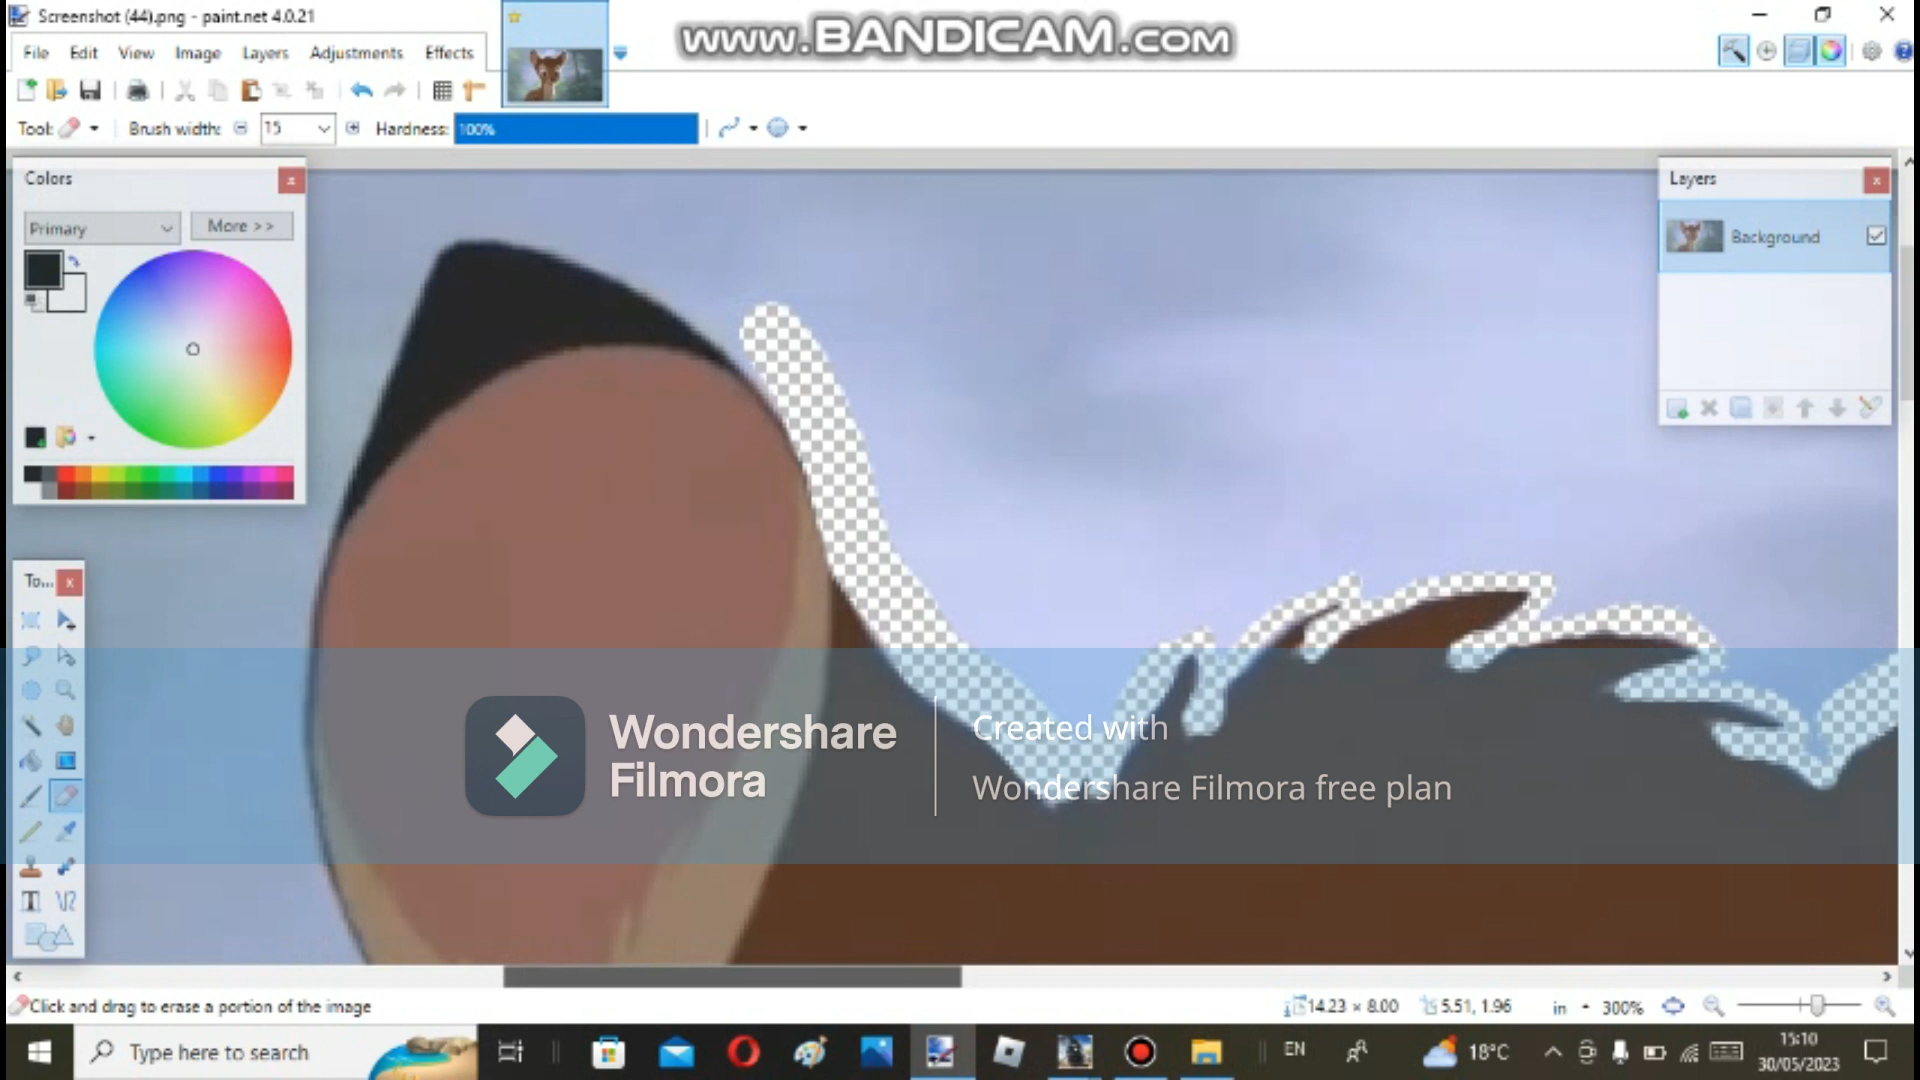 Screenshot (44).png - paint.net 4.0.21
www.BANDICAM.com
File Edit View Image Layers Adjustments Effects
Tool: Brush width: 15 Hardness: 100%
Colors
Layers
Primary More >>
Background
To...
Wondershare
Filmora
Created with
Wondershare Filmora free plan
Click and drag to erase a portion of the image
14.23 × 8.00 5.51, 1.96 in 300%
Type here to search
EN
18°C
15:10
30/05/2023